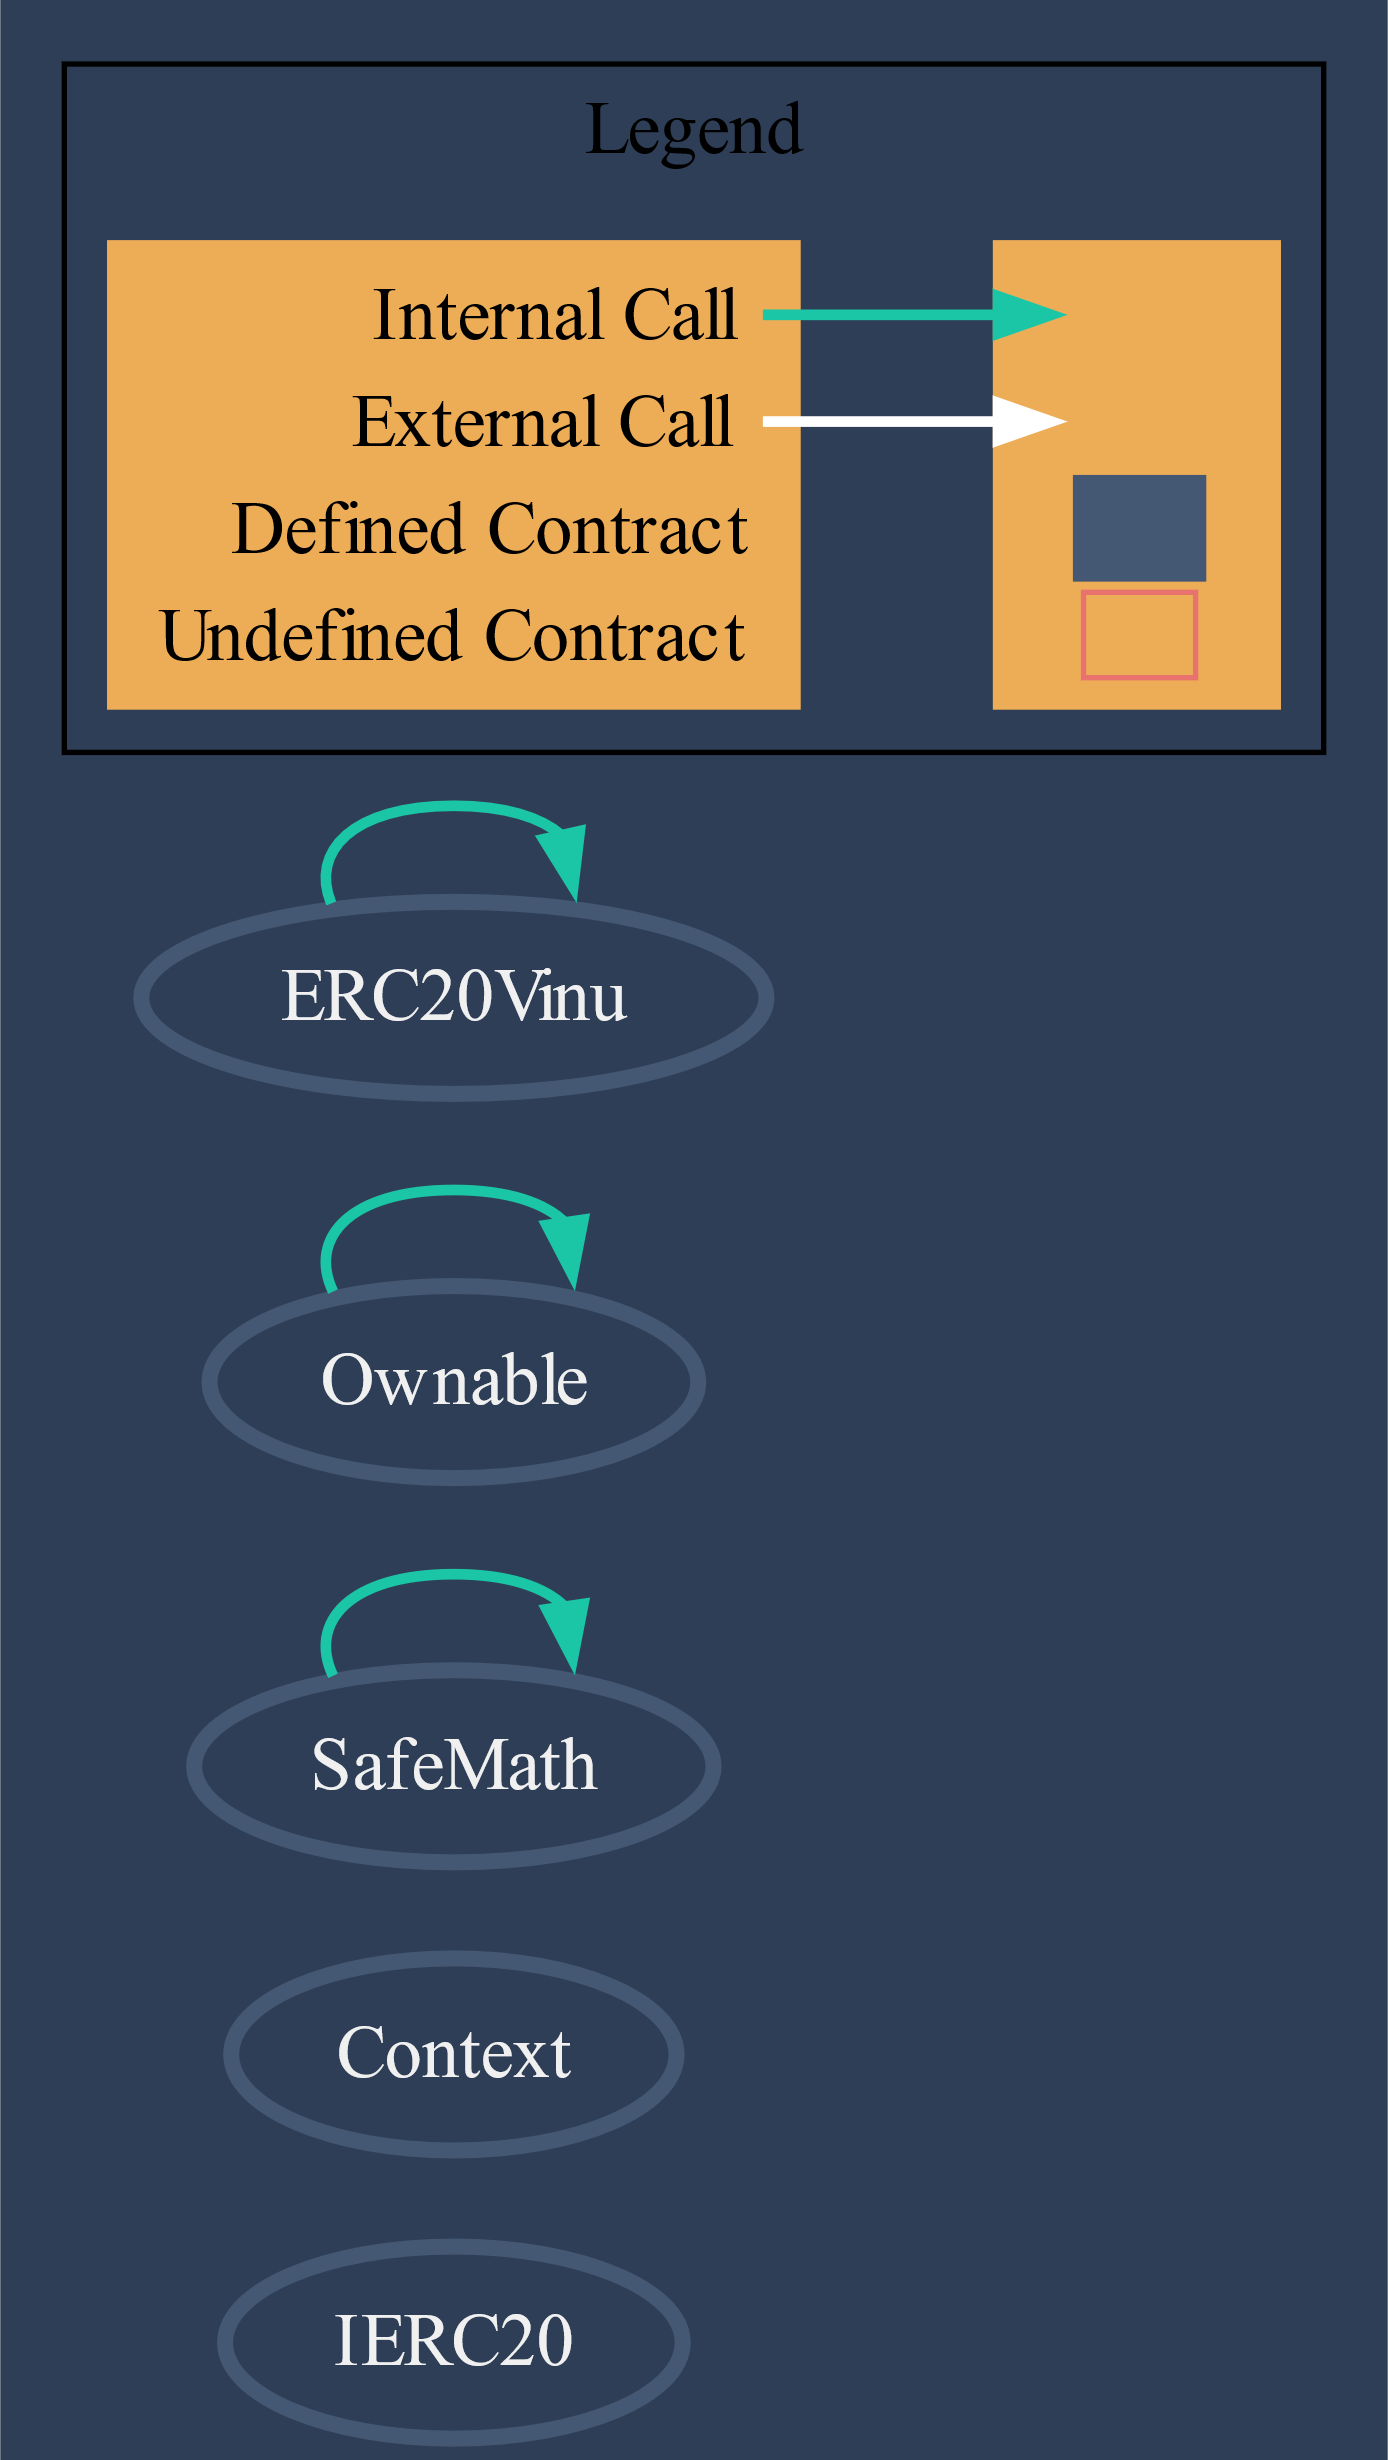 Legend
Internal Call
External Call
Defined Contract
Undefined Contract
ERC20Vinu
Ownable
SafeMath
Context
IERC20